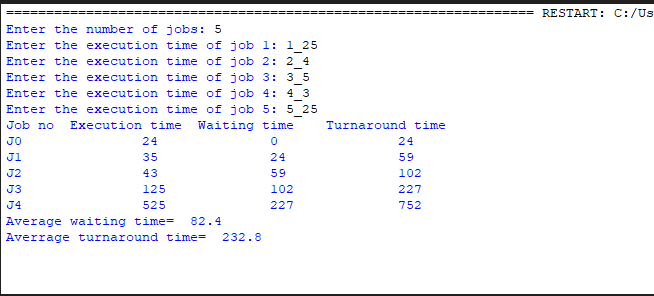 ================================================================== RESTART: C:/Us
Enter the number of jobs: 5
Enter the execution time of job 1: 1_25
Enter the execution time of job 2: 2_4
Enter the execution time of job 3: 3_5
Enter the execution time of job 4: 4_3
Enter the execution time of job 5: 5_25
Job no  Execution time  Waiting time    Turnaround time
J0               24              0               24
J1               35              24              59
J2               43              59              102
J3               125             102             227
J4               525             227             752
Average waiting time=  82.4
Averrage turnaround time=  232.8